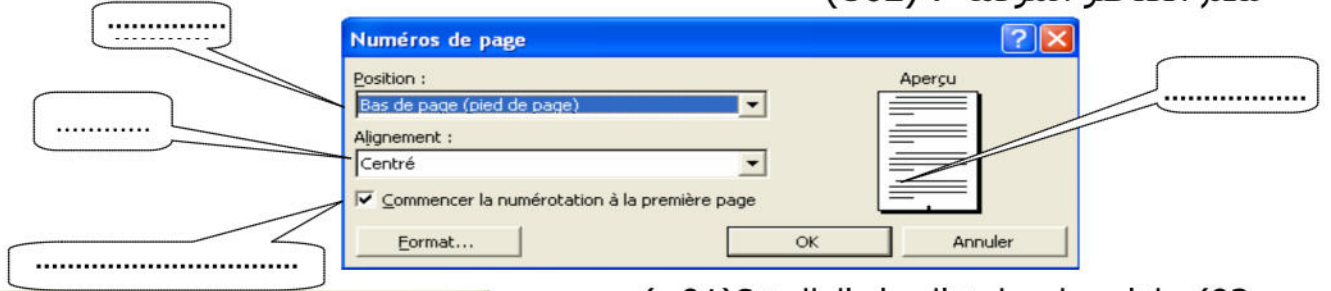 (002) :
Numéros de page
Position :
Aperçu
Bas de page (pied de page)
Alignement :
Centré
Commencer la numérotation à la première page
Format...
OK
Annuler